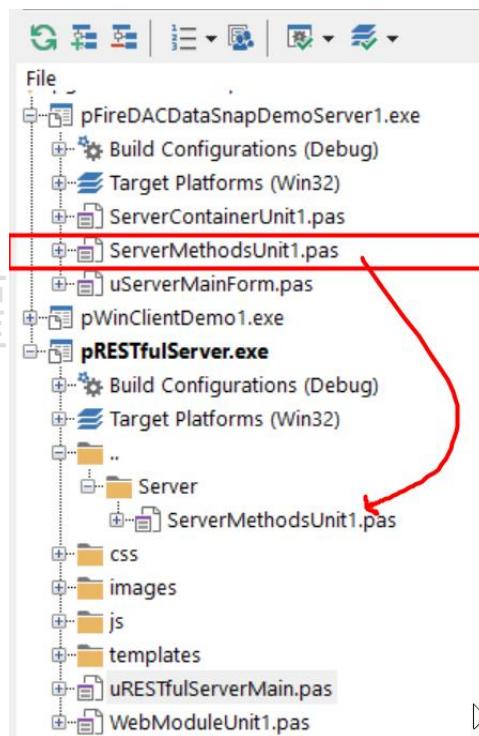 File
pFireDACDataSnapDemoServer1.exe
Build Configurations (Debug)
Target Platforms (Win32)
ServerContainerUnit1.pas
ServerMethodsUnit1.pas
uServerMainForm.pas
pWinClientDemo1.exe
pRESTfulServer.exe
Build Configurations (Debug)
Target Platforms (Win32)
..
Server
ServerMethodsUnit1.pas
css
images
js
templates
uRESTfulServerMain.pas
WebModuleUnit1.pas